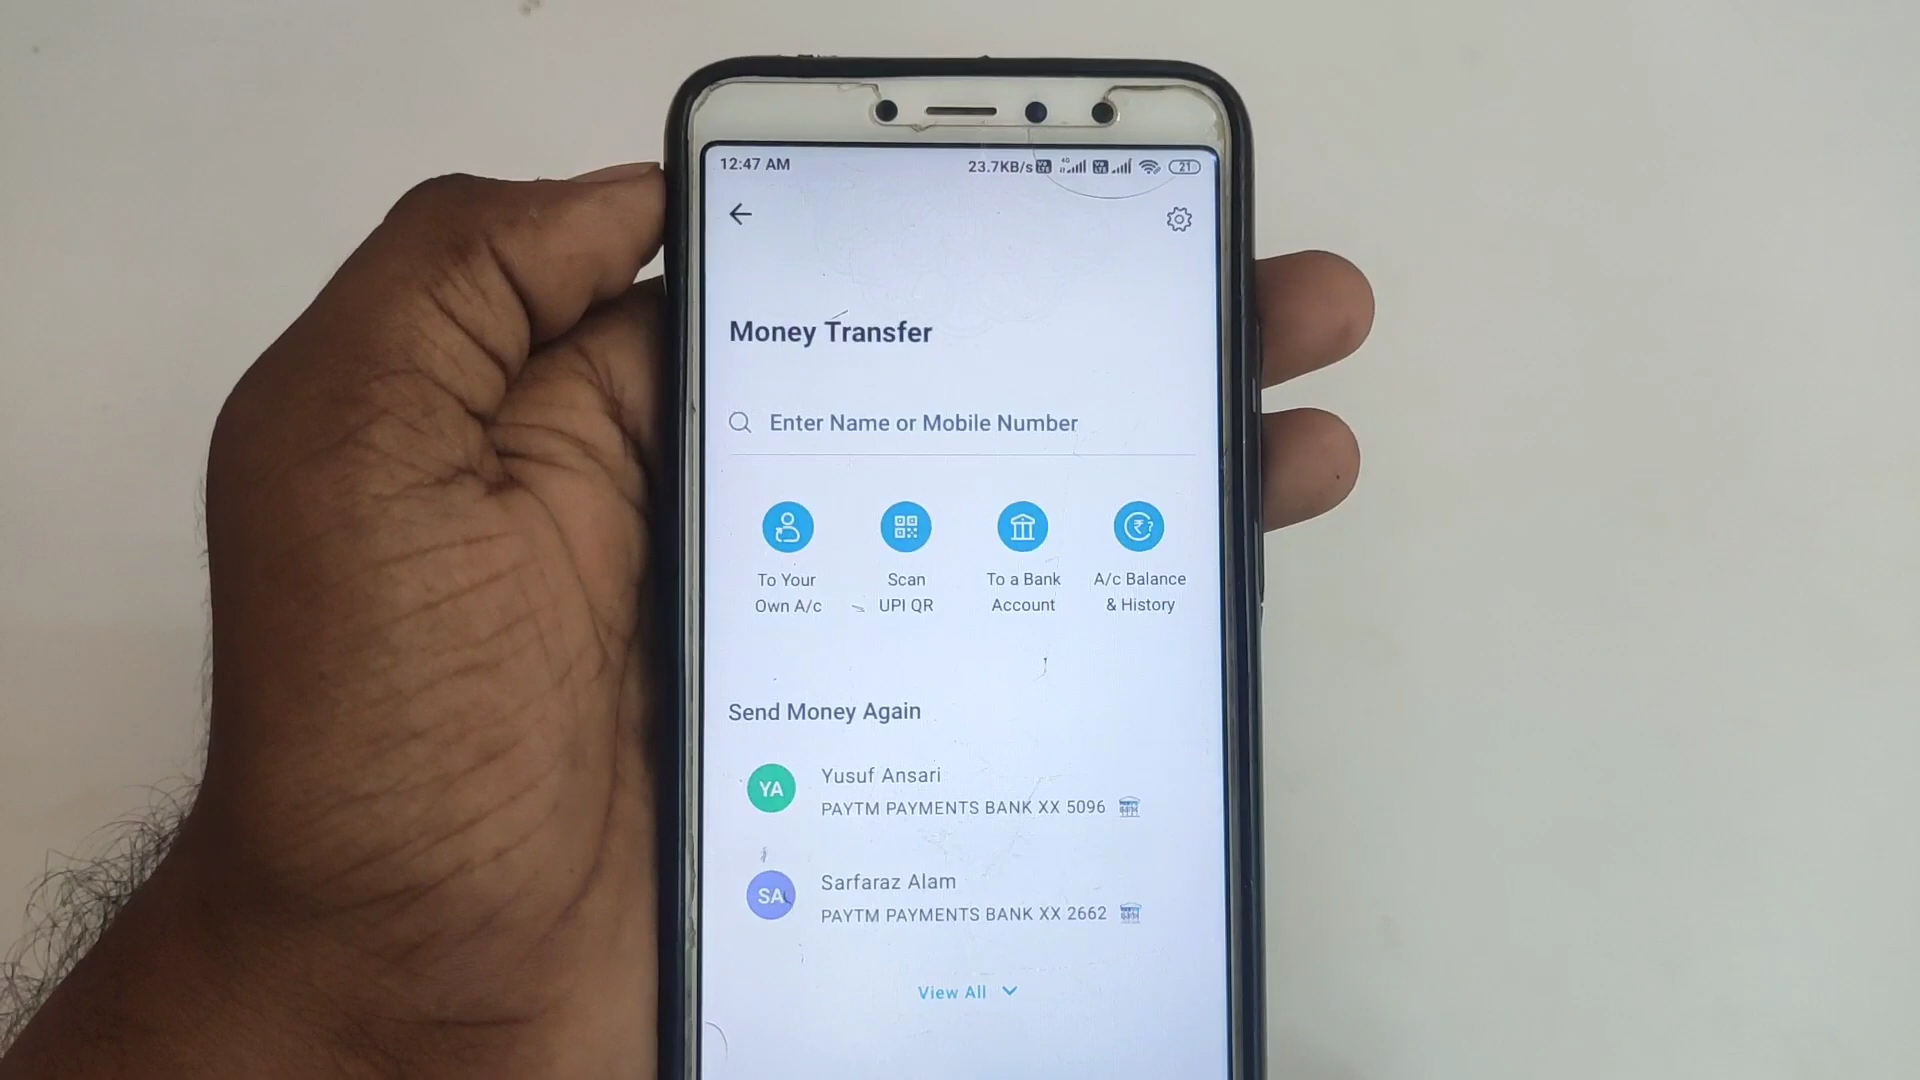 12:47 AM 23.7KB/s 4G 21
Money Transfer
Enter Name or Mobile Number
To Your Own A/c
Scan UPI QR
To a Bank Account
A/c Balance & History
Send Money Again
YA Yusuf Ansari
PAYTM PAYMENTS BANK XX 5096
SA Sarfaraz Alam
PAYTM PAYMENTS BANK XX 2662
View All